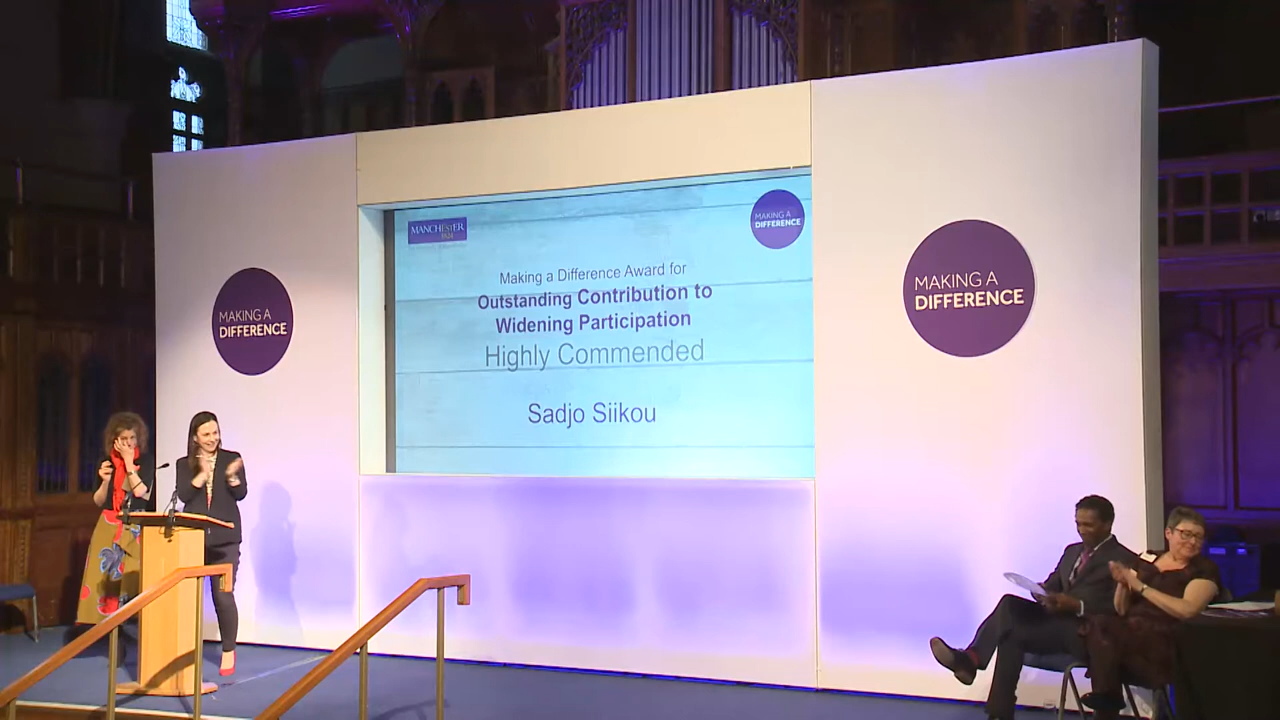 MANCHESTER
1824
MAKING A
DIFFERENCE
Making a Difference Award for
Outstanding Contribution to
Widening Participation
Highly Commended
Sadjo Siikou
MAKING A
DIFFERENCE
MAKING A
DIFFERENCE